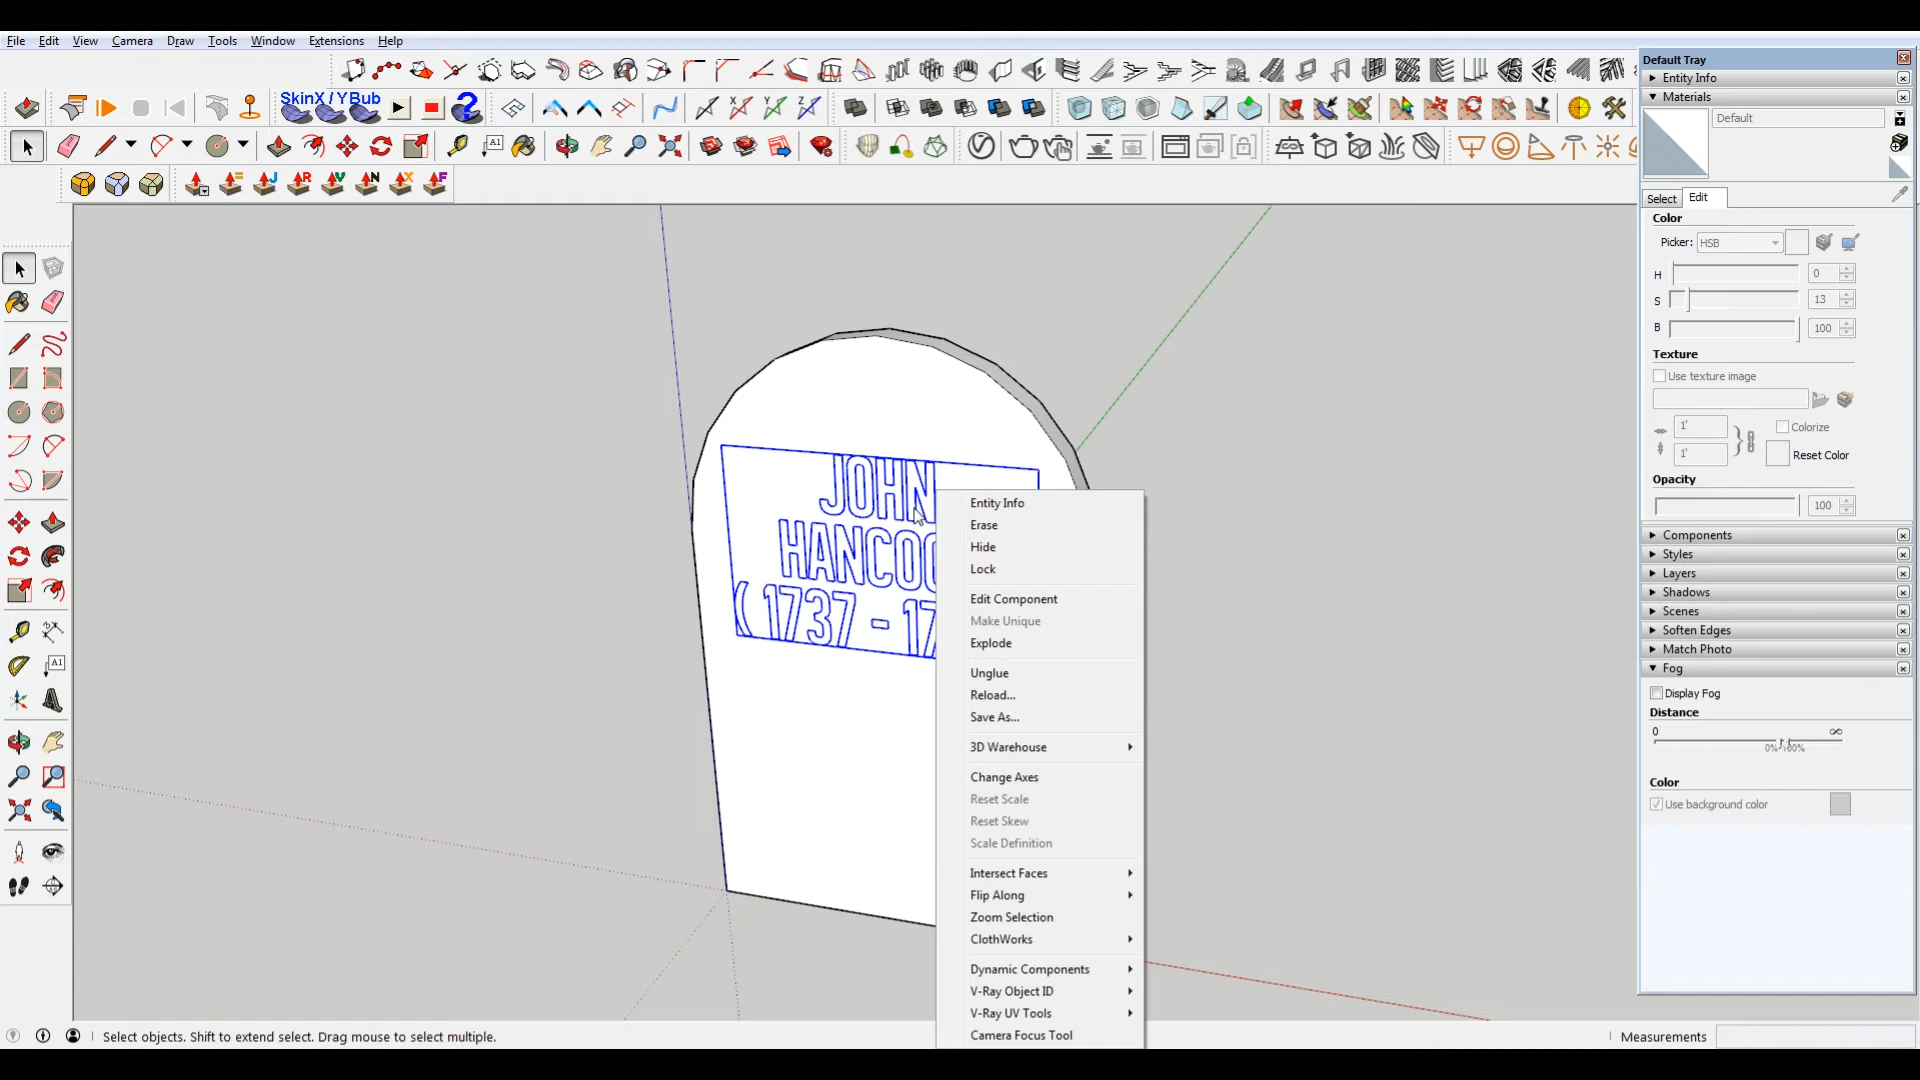 File Edit View Camera Draw Tools Window Extensions Help
SkinX / YBub
Default Tray
Entity Info
Materials
Default
Select Edit
Color
Picker: HSB
H 0
S 13
B 100
Texture
Use texture image
1'
Colorize
1'
Reset Color
Opacity
100
Components
Styles
Layers
Shadows
Scenes
Soften Edges
Match Photo
Fog
Display Fog
Distance
0 ∞
0% 100%
Color
Use background color
JOHN
HANCOC
( 1737 - 17
Entity Info
Erase
Hide
Lock
Edit Component
Make Unique
Explode
Unglue
Reload...
Save As...
3D Warehouse
Change Axes
Reset Scale
Reset Skew
Scale Definition
Intersect Faces
Flip Along
Zoom Selection
ClothWorks
Dynamic Components
V-Ray Object ID
V-Ray UV Tools
Camera Focus Tool
Select objects. Shift to extend select. Drag mouse to select multiple.
Measurements